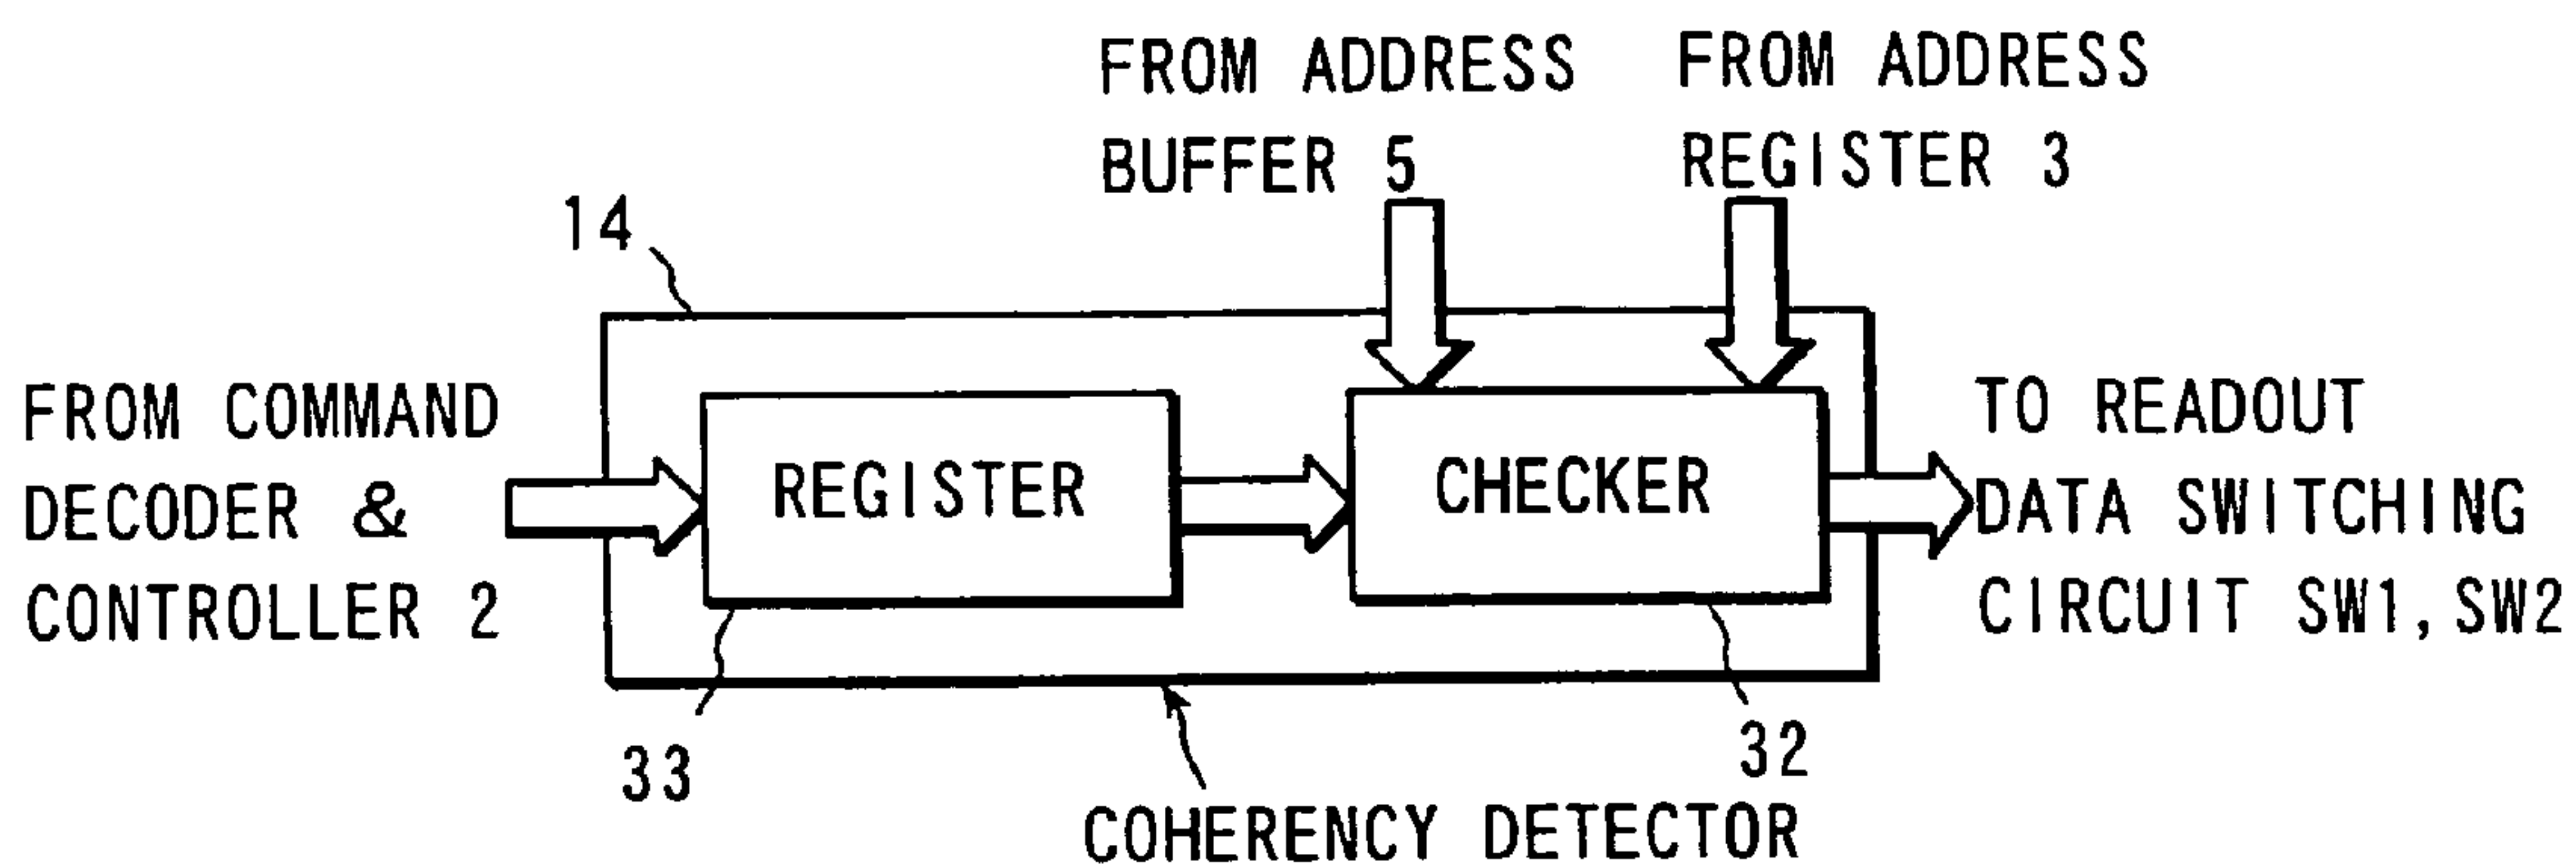 FROM ADDRESS
BUFFER 5
FROM ADDRESS
REGISTER 3
14
FROM COMMAND
DECODER &
CONTROLLER 2
REGISTER
CHECKER
TO READOUT
DATA SWITCHING
CIRCUIT SW1, SW2
33
32
COHERENCY DETECTOR